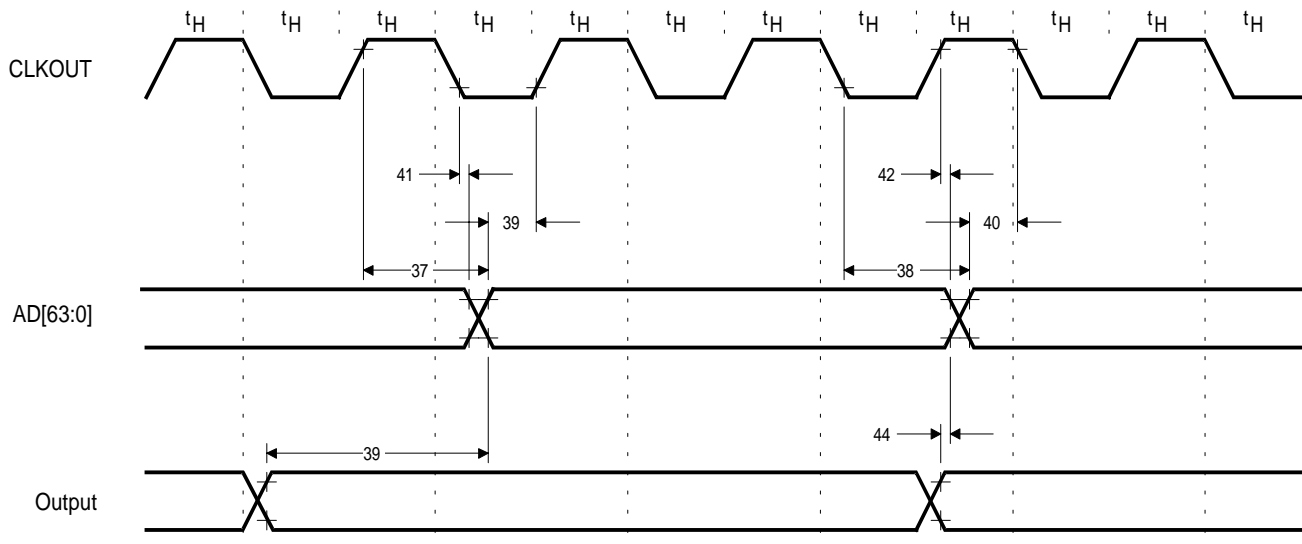 tH tH tH tH tH tH tH tH tH tH tH tH
CLKOUT
41 42
39 40
37 38
AD[63:0]
44
39
Output